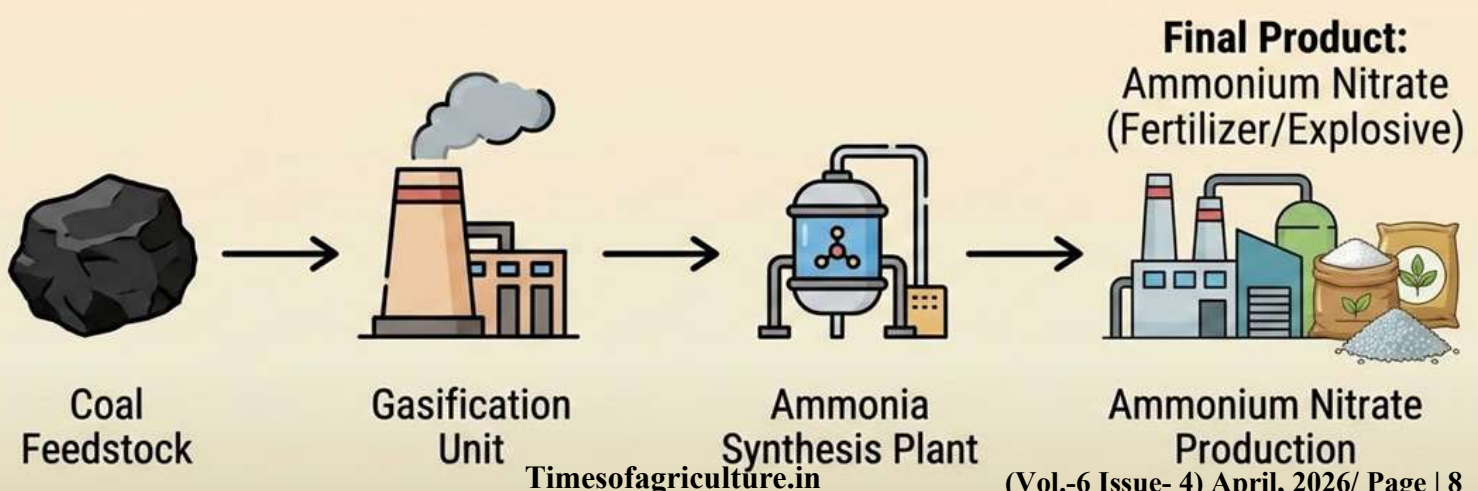 Final Product:
Ammonium Nitrate
(Fertilizer/Explosive)
Coal
Feedstock
Gasification
Unit
Ammonia
Synthesis Plant
Ammonium Nitrate
Production
Timesofagriculture.in
(Vol.-6 Issue- 4) April, 2026/ Page | 8